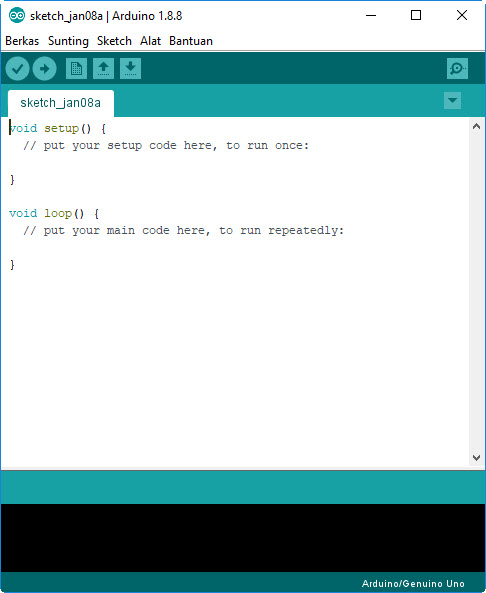 sketch_jan08a | Arduino 1.8.8
Berkas Sunting Sketch Alat Bantuan
sketch_jan08a
void setup() {
  // put your setup code here, to run once:
}
void loop() {
  // put your main code here, to run repeatedly:
}
Arduino/Genuino Uno